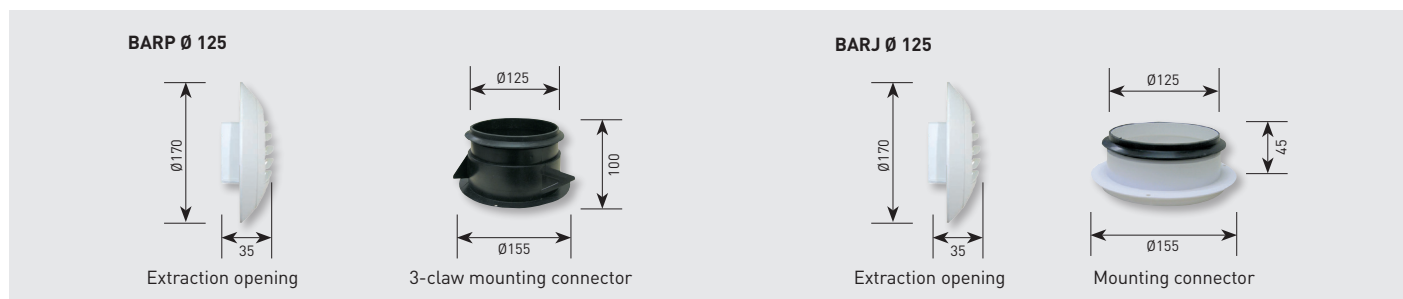 BARP Ø 125
Ø170
35
Extraction opening
Ø125
100
Ø155
3-claw mounting connector
BARJ Ø 125
Ø170
35
Extraction opening
Ø125
45
Ø155
Mounting connector